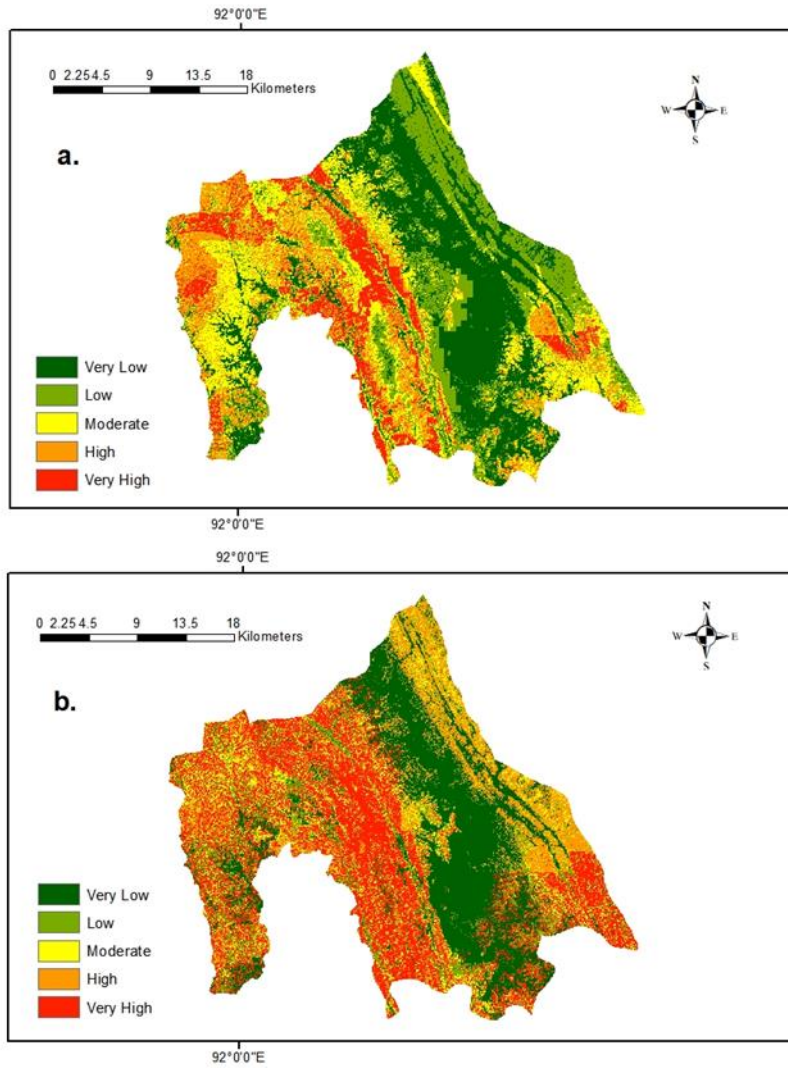 92°0'0"E
0 2.25 4.5 9 13.5 18
Kilometers
N
W E
S
a.
Very Low
Low
Moderate
High
Very High
92°0'0"E
92°0'0"E
0 2.25 4.5 9 13.5 18
Kilometers
N
W E
S
b.
Very Low
Low
Moderate
High
Very High
92°0'0"E